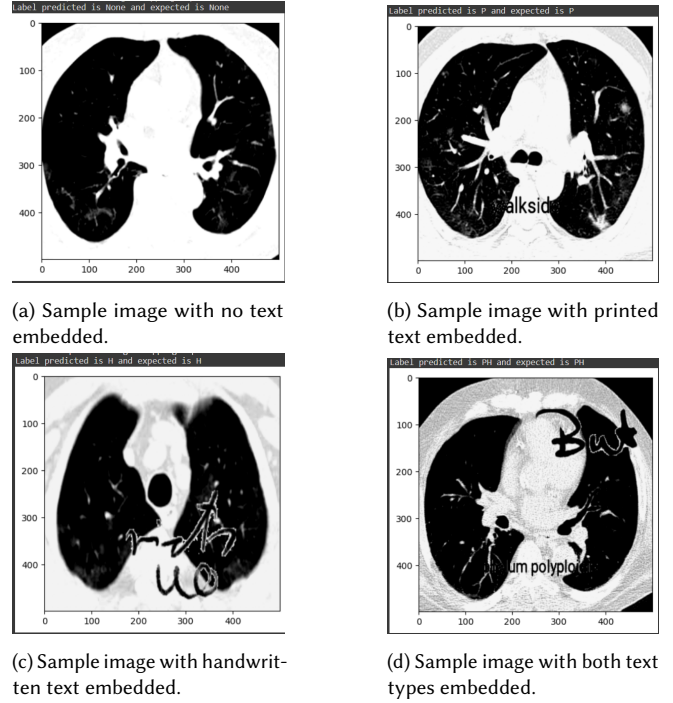 Label predicted is None and expected is None
0
100
200
300
400
0 100 200 300 400
(a) Sample image with no text
embedded.
Label predicted is P and expected is P
0
100
200
300
400
alksid
0 100 200 300 400
(b) Sample image with printed
text embedded.
Label predicted is H and expected is H
0
100
200
300
400
uo
0 100 200 300 400
(c) Sample image with handwrit-
ten text embedded.
Label predicted is PH and expected is PH
0
100
200
300
400
But
um polyploi
0 100 200 300 400
(d) Sample image with both text
types embedded.